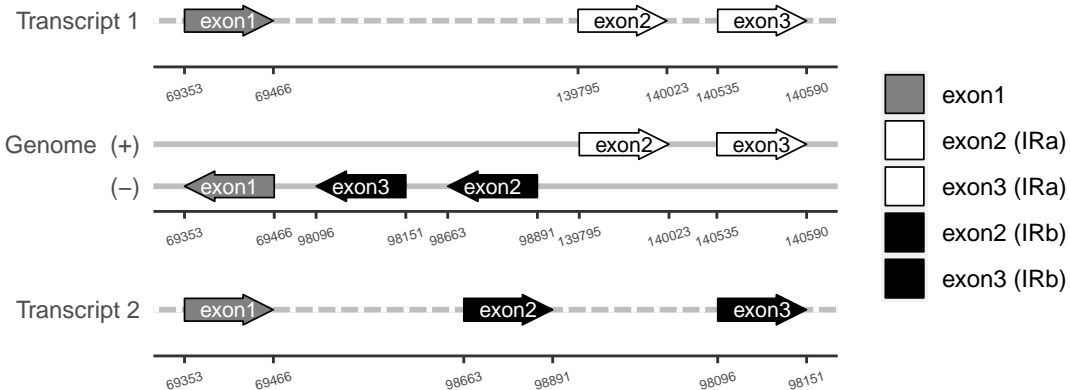 Transcript 1 exon1 exon2 exon3
69353 69466 139795 140023 140535 140590
Genome (+) exon2 exon3
(−) exon1 exon3 exon2
69353 69466 98096 98151 98663 98891 139795 140023 140535 140590
Transcript 2 exon1 exon2 exon3
69353 69466 98663 98891 98096 98151
exon1
exon2 (IRa)
exon3 (IRa)
exon2 (IRb)
exon3 (IRb)